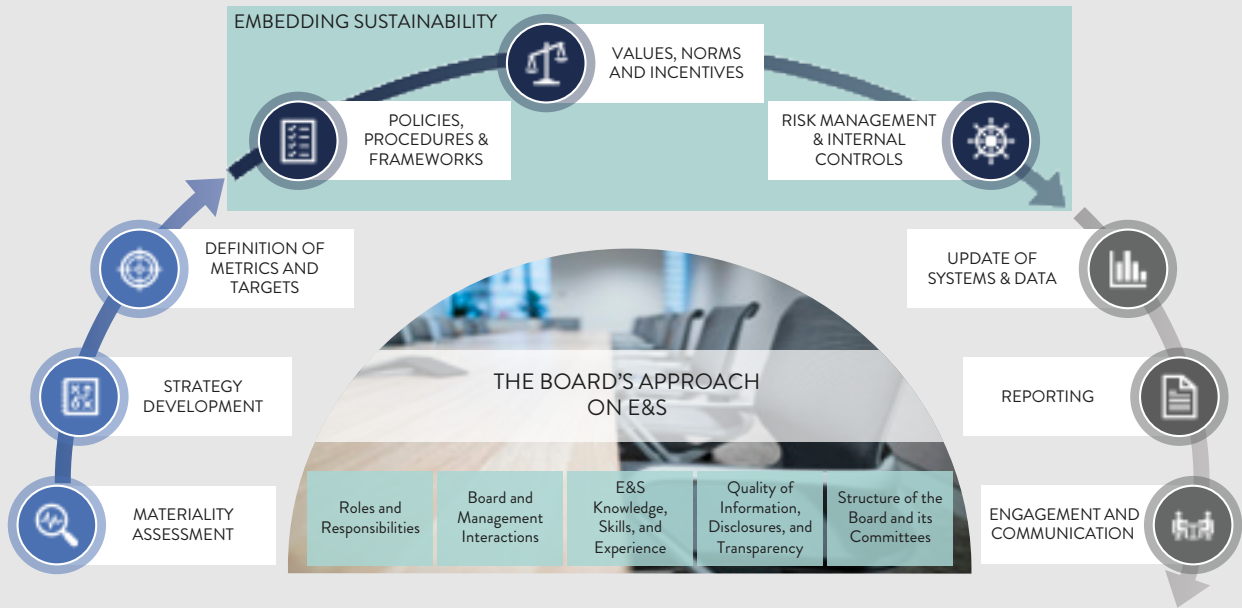 EMBEDDING SUSTAINABILITY
VALUES, NORMS
AND INCENTIVES
POLICIES,
PROCEDURES &
FRAMEWORKS
RISK MANAGEMENT
& INTERNAL
CONTROLS
DEFINITION OF
METRICS AND
TARGETS
UPDATE OF
SYSTEMS & DATA
STRATEGY
DEVELOPMENT
THE BOARD'S APPROACH
ON E&S
REPORTING
MATERIALITY
ASSESSMENT
Roles and
Responsibilities
Board and
Management
Interactions
E&S
Knowledge,
Skills, and
Experience
Quality of
Information,
Disclosures, and
Transparency
Structure of the
Board and its
Committees
ENGAGEMENT AND
COMMUNICATION